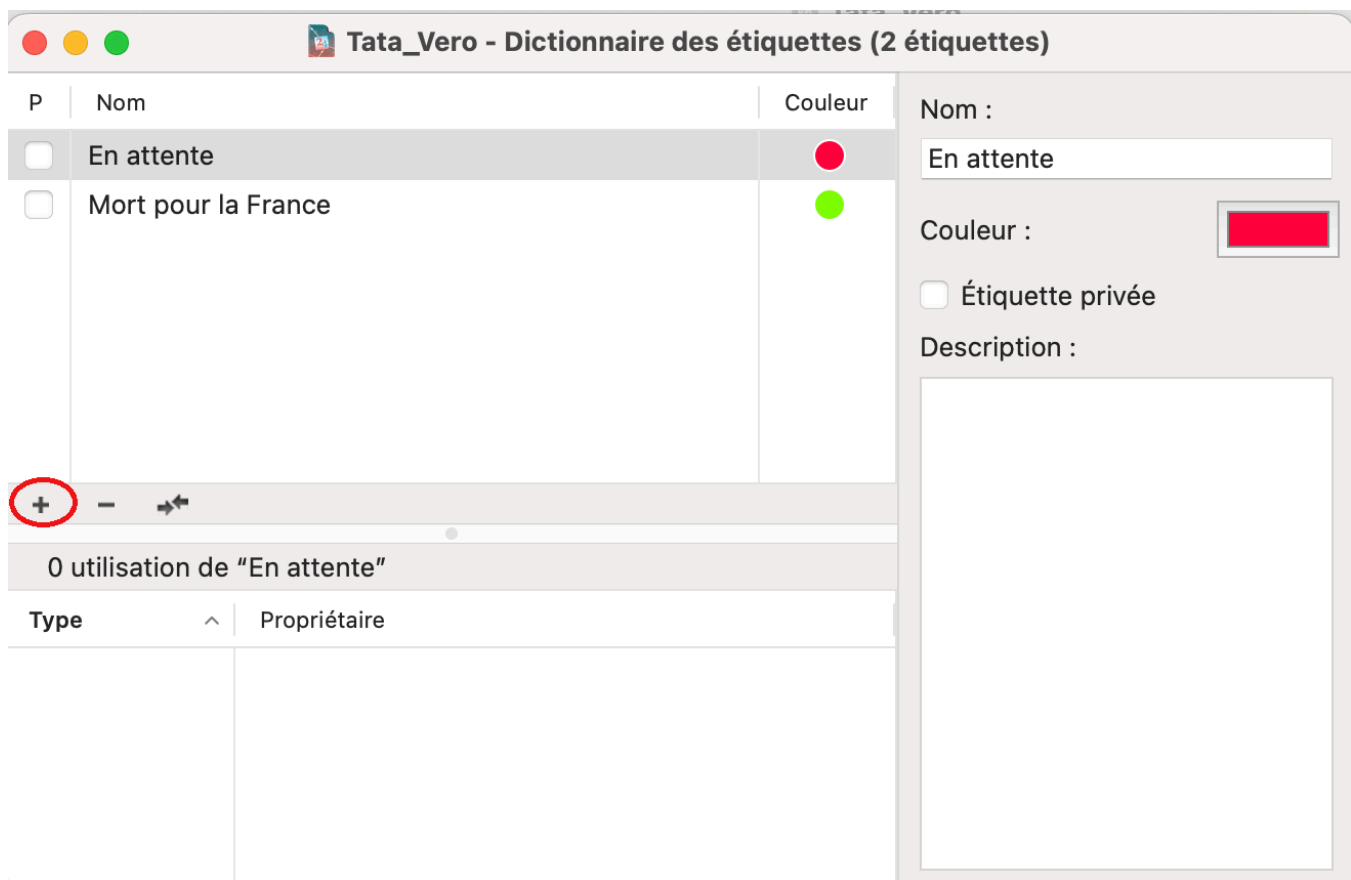 Tata_Vero - Dictionnaire des étiquettes (2 étiquettes)
P Nom Couleur
En attente
Mort pour la France
+ −
0 utilisation de “En attente”
Type Propriétaire
Nom :
En attente
Couleur :
Étiquette privée
Description :